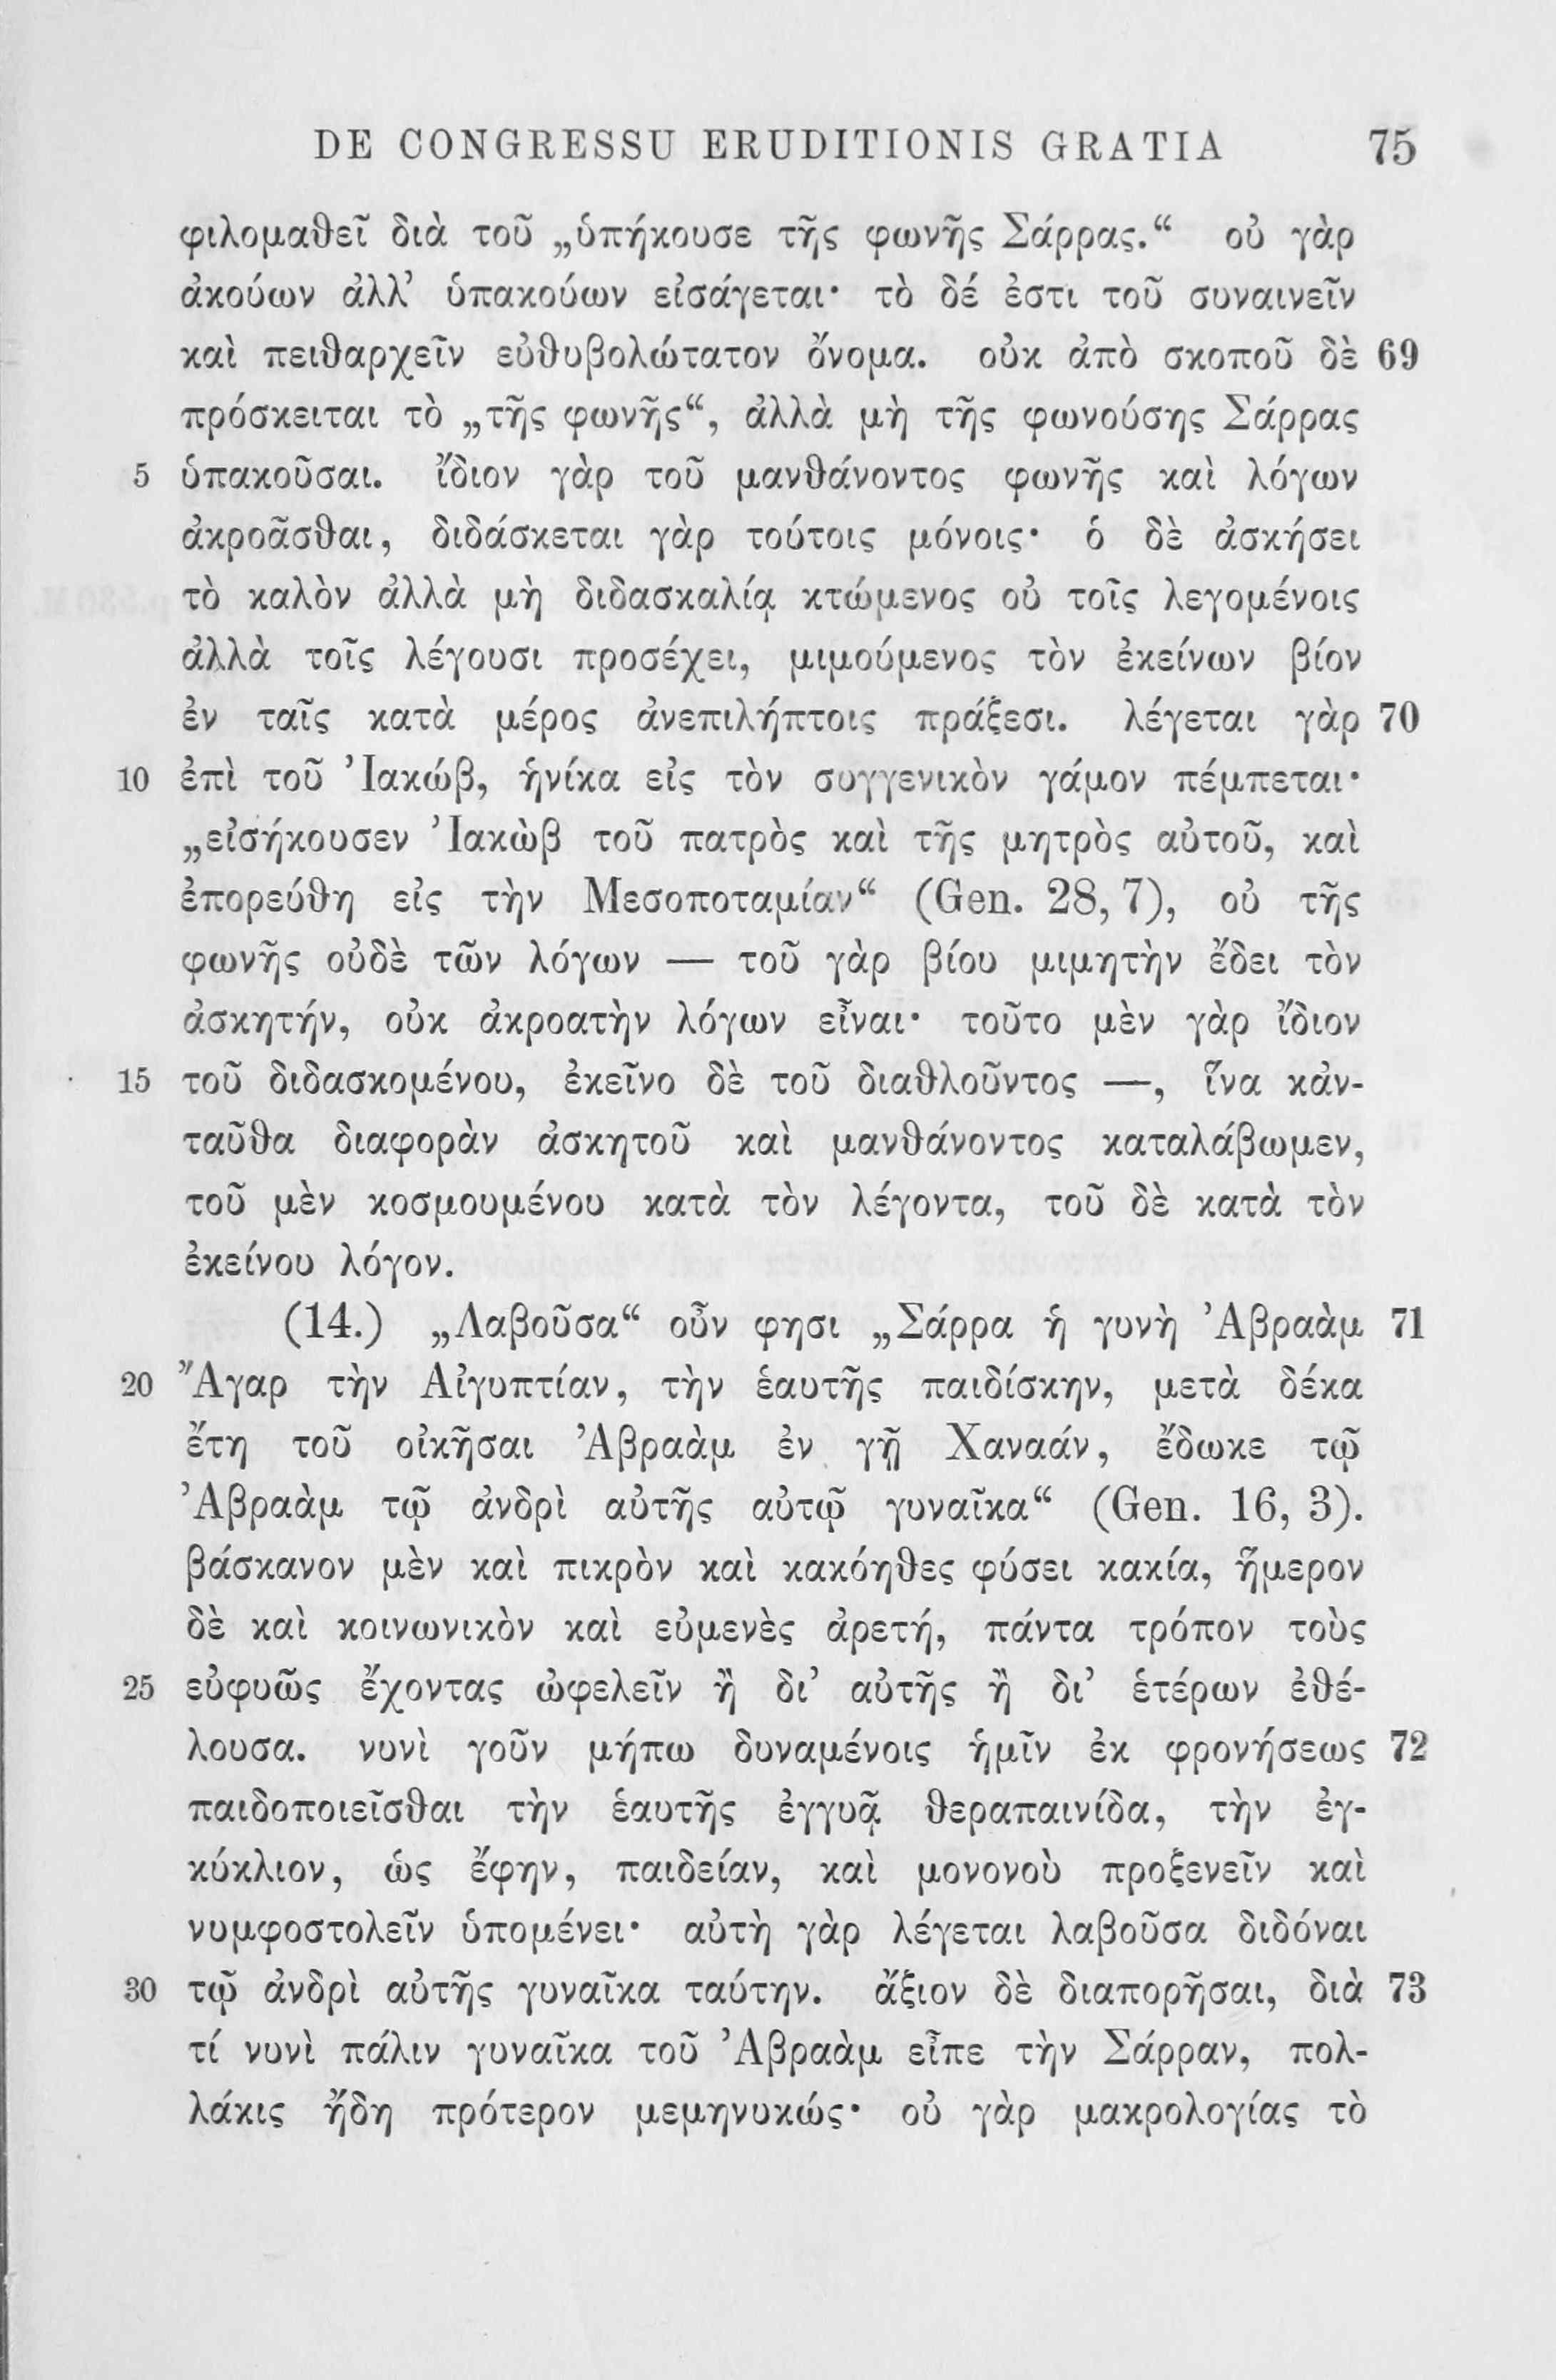 DE CONGRESSU ERUDITIONIS GRATIA 75
φιλομαθεῖ διὰ τοῦ „ὑπήκουσε τῆς φωνῆς Σάρρας.“ οὐ γὰρ
ἀκούων ἀλλ’ ὑπακούων εἰσάγεται· τὸ δέ ἐστι τοῦ συναινεῖν
καὶ πειθαρχεῖν εὐθυβολώτατον ὄνομα. οὐκ ἀπὸ σκοποῦ δὲ 69
πρόσκειται τὸ „τῆς φωνῆς“, ἀλλὰ μὴ τῆς φωνούσης Σάρρας
5 ὑπακοῦσαι. ἴδιον γὰρ τοῦ μανθάνοντος φωνῆς καὶ λόγων
ἀκροᾶσθαι, διδάσκεται γὰρ τούτοις μόνοις· ὁ δὲ ἀσκήσει
τὸ καλὸν ἀλλὰ μὴ διδασκαλίᾳ κτώμενος οὐ τοῖς λεγομένοις
ἀλλὰ τοῖς λέγουσι προσέχει, μιμούμενος τὸν ἐκείνων βίον
ἐν ταῖς κατὰ μέρος ἀνεπιλήπτοις πράξεσι. λέγεται γὰρ 70
10 ἐπὶ τοῦ Ἰακώβ, ἡνίκα εἰς τὸν συγγενικὸν γάμον πέμπεται·
„εἰσήκουσεν Ἰακὼβ τοῦ πατρὸς καὶ τῆς μητρὸς αὐτοῦ, καὶ
ἐπορεύθη εἰς τὴν Μεσοποταμίαν“ (Gen. 28, 7), οὐ τῆς
φωνῆς οὐδὲ τῶν λόγων — τοῦ γὰρ βίου μιμητὴν ἔδει τὸν
ἀσκητήν, οὐκ ἀκροατὴν λόγων εἶναι· τοῦτο μὲν γὰρ ἴδιον
15 τοῦ διδασκομένου, ἐκεῖνο δὲ τοῦ διαθλοῦντος —, ἵνα κἀν-
ταῦθα διαφορὰν ἀσκητοῦ καὶ μανθάνοντος καταλάβωμεν,
τοῦ μὲν κοσμουμένου κατὰ τὸν λέγοντα, τοῦ δὲ κατὰ τὸν
ἐκείνου λόγον.
(14.) „Λαβοῦσα“ οὖν φησι „Σάρρα ἡ γυνὴ Ἀβραὰμ 71
20 Ἄγαρ τὴν Αἰγυπτίαν, τὴν ἑαυτῆς παιδίσκην, μετὰ δέκα
ἔτη τοῦ οἰκῆσαι Ἀβραὰμ ἐν γῇ Χαναάν, ἔδωκε τῷ
Ἀβραὰμ τῷ ἀνδρὶ αὐτῆς αὐτῷ γυναῖκα“ (Gen. 16, 3).
βάσκανον μὲν καὶ πικρὸν καὶ κακόηθες φύσει κακία, ἥμερον
δὲ καὶ κοινωνικὸν καὶ εὐμενὲς ἀρετή, πάντα τρόπον τοὺς
25 εὐφυῶς ἔχοντας ὠφελεῖν ἢ δι’ αὐτῆς ἢ δι’ ἑτέρων ἐθέ-
λουσα. νυνὶ γοῦν μήπω δυναμένοις ἡμῖν ἐκ φρονήσεως 72
παιδοποιεῖσθαι τὴν ἑαυτῆς ἐγγυᾷ θεραπαινίδα, τὴν ἐγ-
κύκλιον, ὡς ἔφην, παιδείαν, καὶ μονονοὺ προξενεῖν καὶ
νυμφοστολεῖν ὑπομένει· αὐτὴ γὰρ λέγεται λαβοῦσα διδόναι
30 τῷ ἀνδρὶ αὐτῆς γυναῖκα ταύτην. ἄξιον δὲ διαπορῆσαι, διὰ 73
τί νυνὶ πάλιν γυναῖκα τοῦ Ἀβραὰμ εἶπε τὴν Σάρραν, πολ-
λάκις ἤδη πρότερον μεμηνυκώς· οὐ γὰρ μακρολογίας τὸ